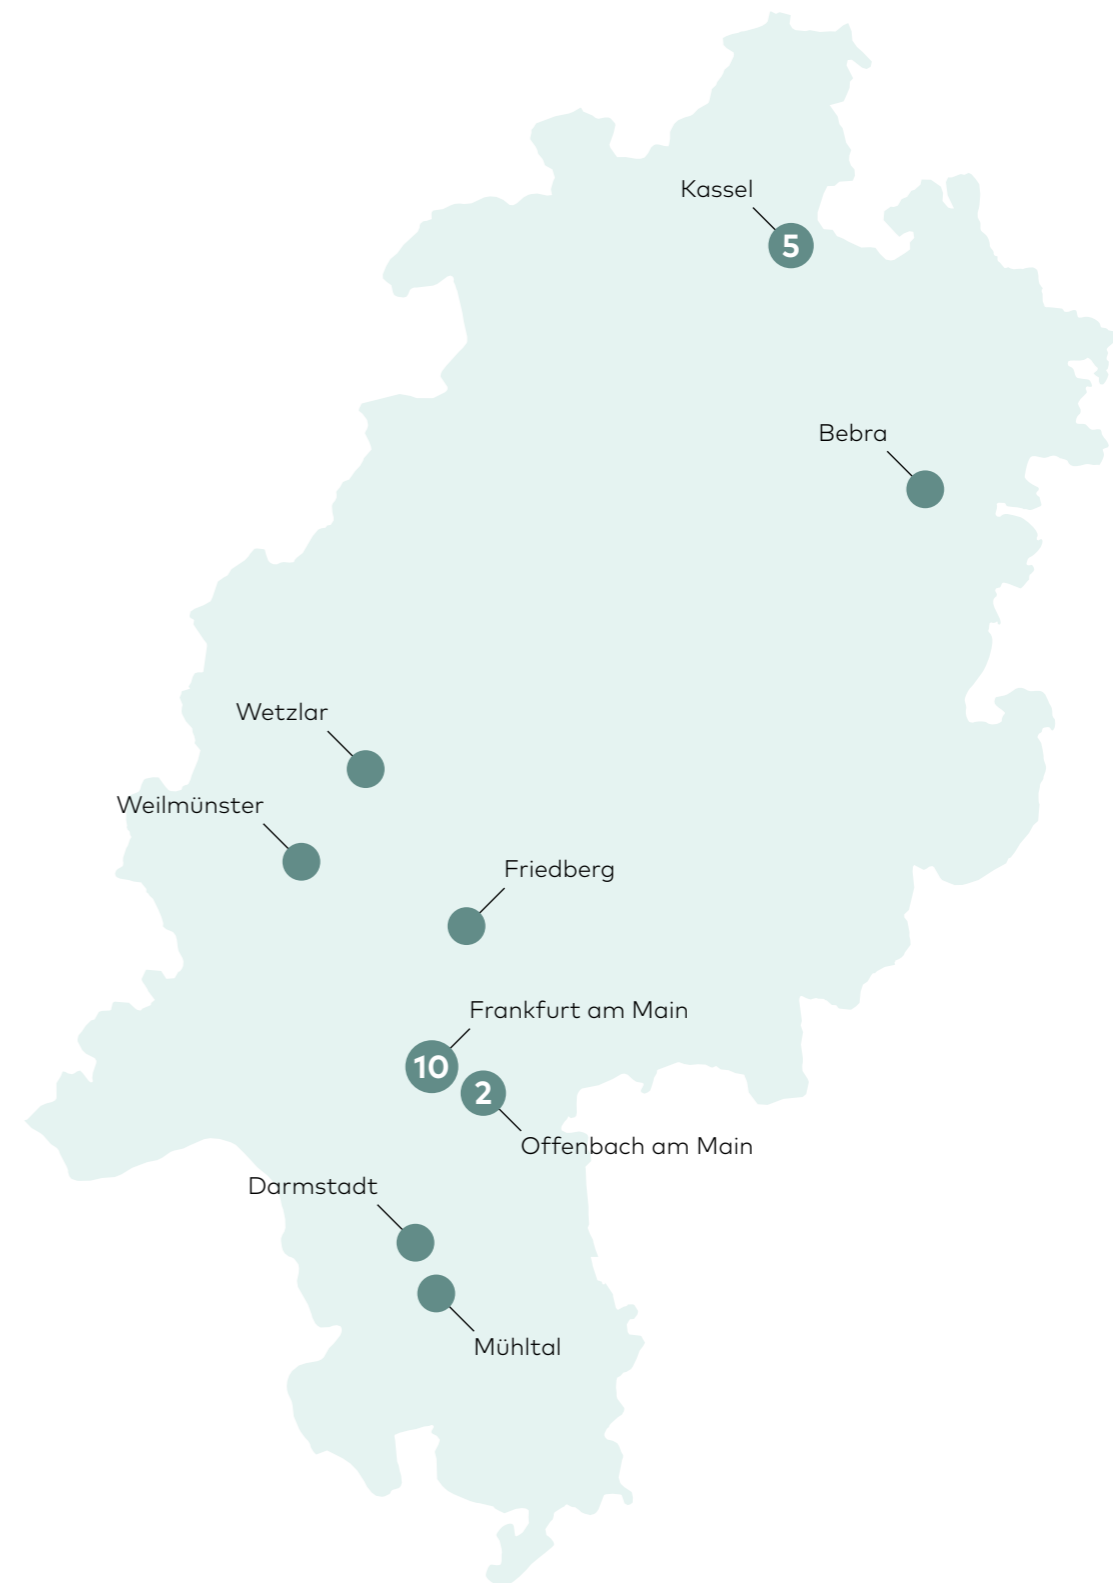 Kassel
5
Bebra
Wetzlar
Weilmünster
Friedberg
Frankfurt am Main
10
2
Offenbach am Main
Darmstadt
Mühltal